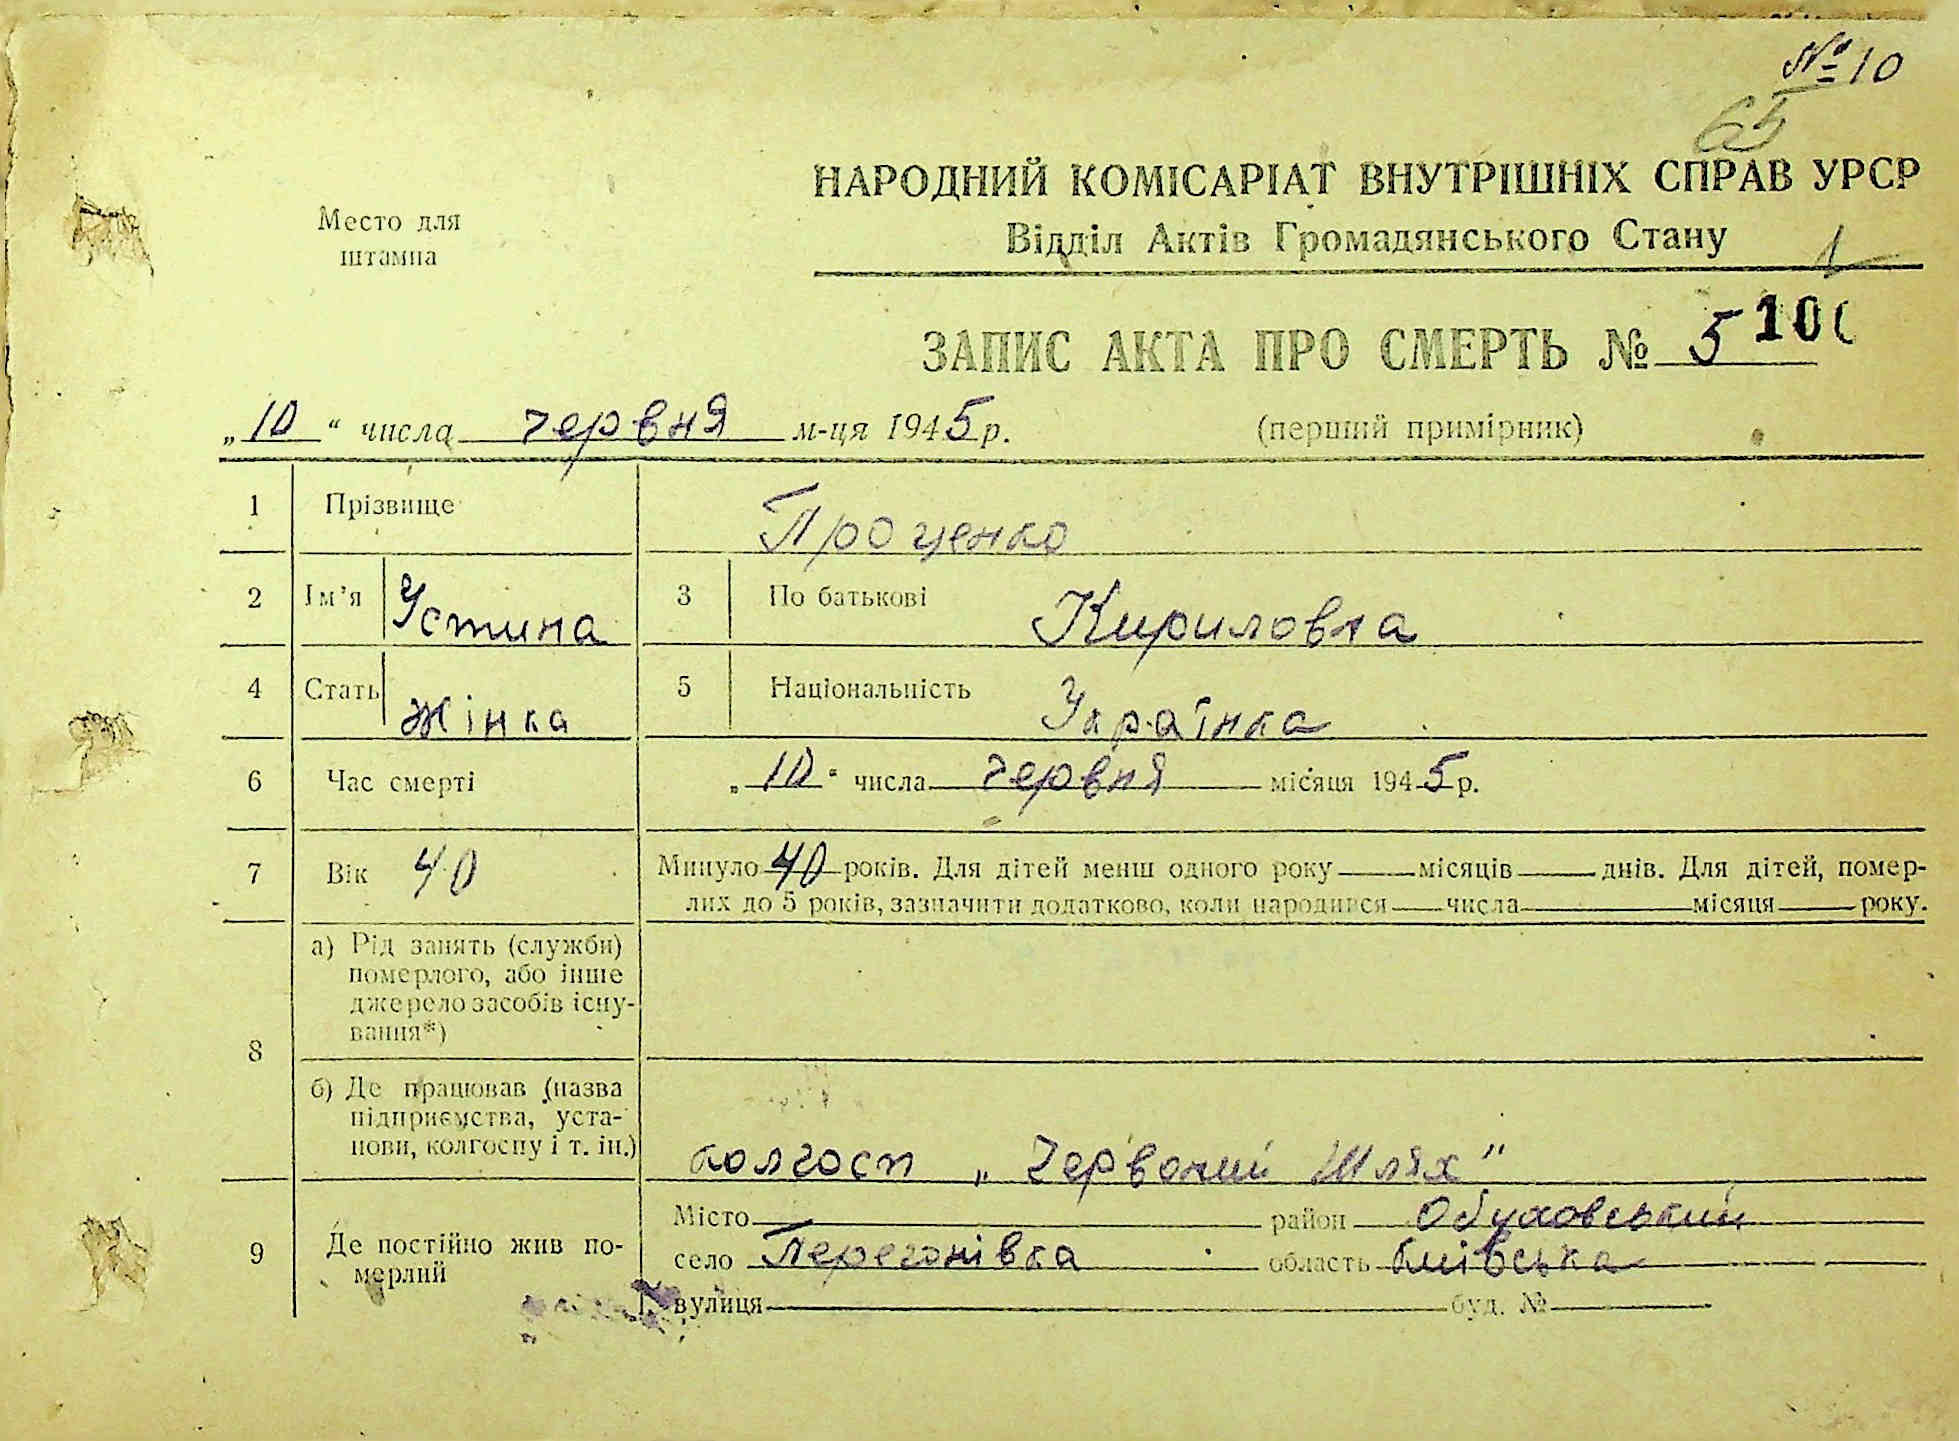 № 10
65
НАРОДНИЙ КОМІСАРІАТ ВНУТРІШНІХ СПРАВ УРСР
Место для
штампа
Відділ Актів Громадянського Стану
1
ЗАПИС АКТА ПРО СМЕРТЬ № 5 10
„10“ числа червня м-ця 1945 р. (перший примірник)
1 Прізвище Проценко
2 Ім’я Устина 3 По батькові Кириловна
4 Стать жінка 5 Національність Українка
6 Час смерті „10“ числа червня місяця 1945 р.
7 Вік 40 Минуло 40 років. Для дітей менш одного року місяців днів. Для дітей, помер-
лих до 5 років, зазначити додатково, коли народився числа місяця року.
8
а) Рід занять (служби)
померлого, або інше
джерело засобів існу-
вання*)
б) Де працював (назва
підприємства, уста-
нови, колгоспу і т. ін.)
колгосп „Червоний Шлях"
9 Де постійно жив по-
мерлий
Місто район Обуховський
село Перегонівка область Київська
вулиця буд. №